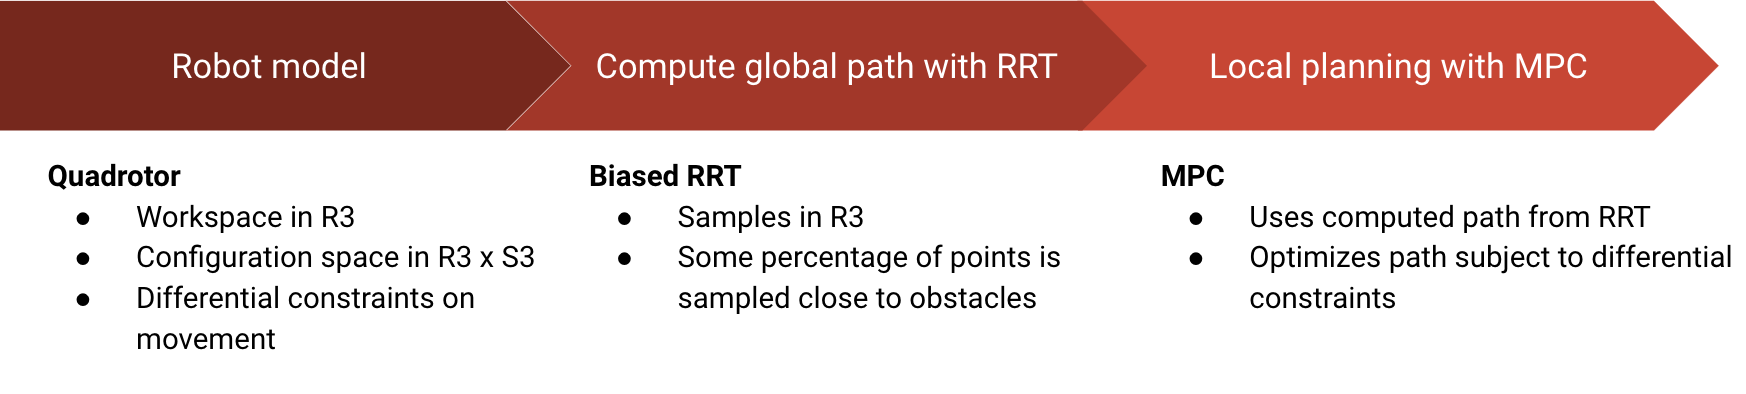 Robot model
Compute global path with RRT
Local planning with MPC
Quadrotor
● Workspace in R3
● Configuration space in R3 x S3
● Differential constraints on
movement
Biased RRT
● Samples in R3
● Some percentage of points is
sampled close to obstacles
MPC
● Uses computed path from RRT
● Optimizes path subject to differential
constraints